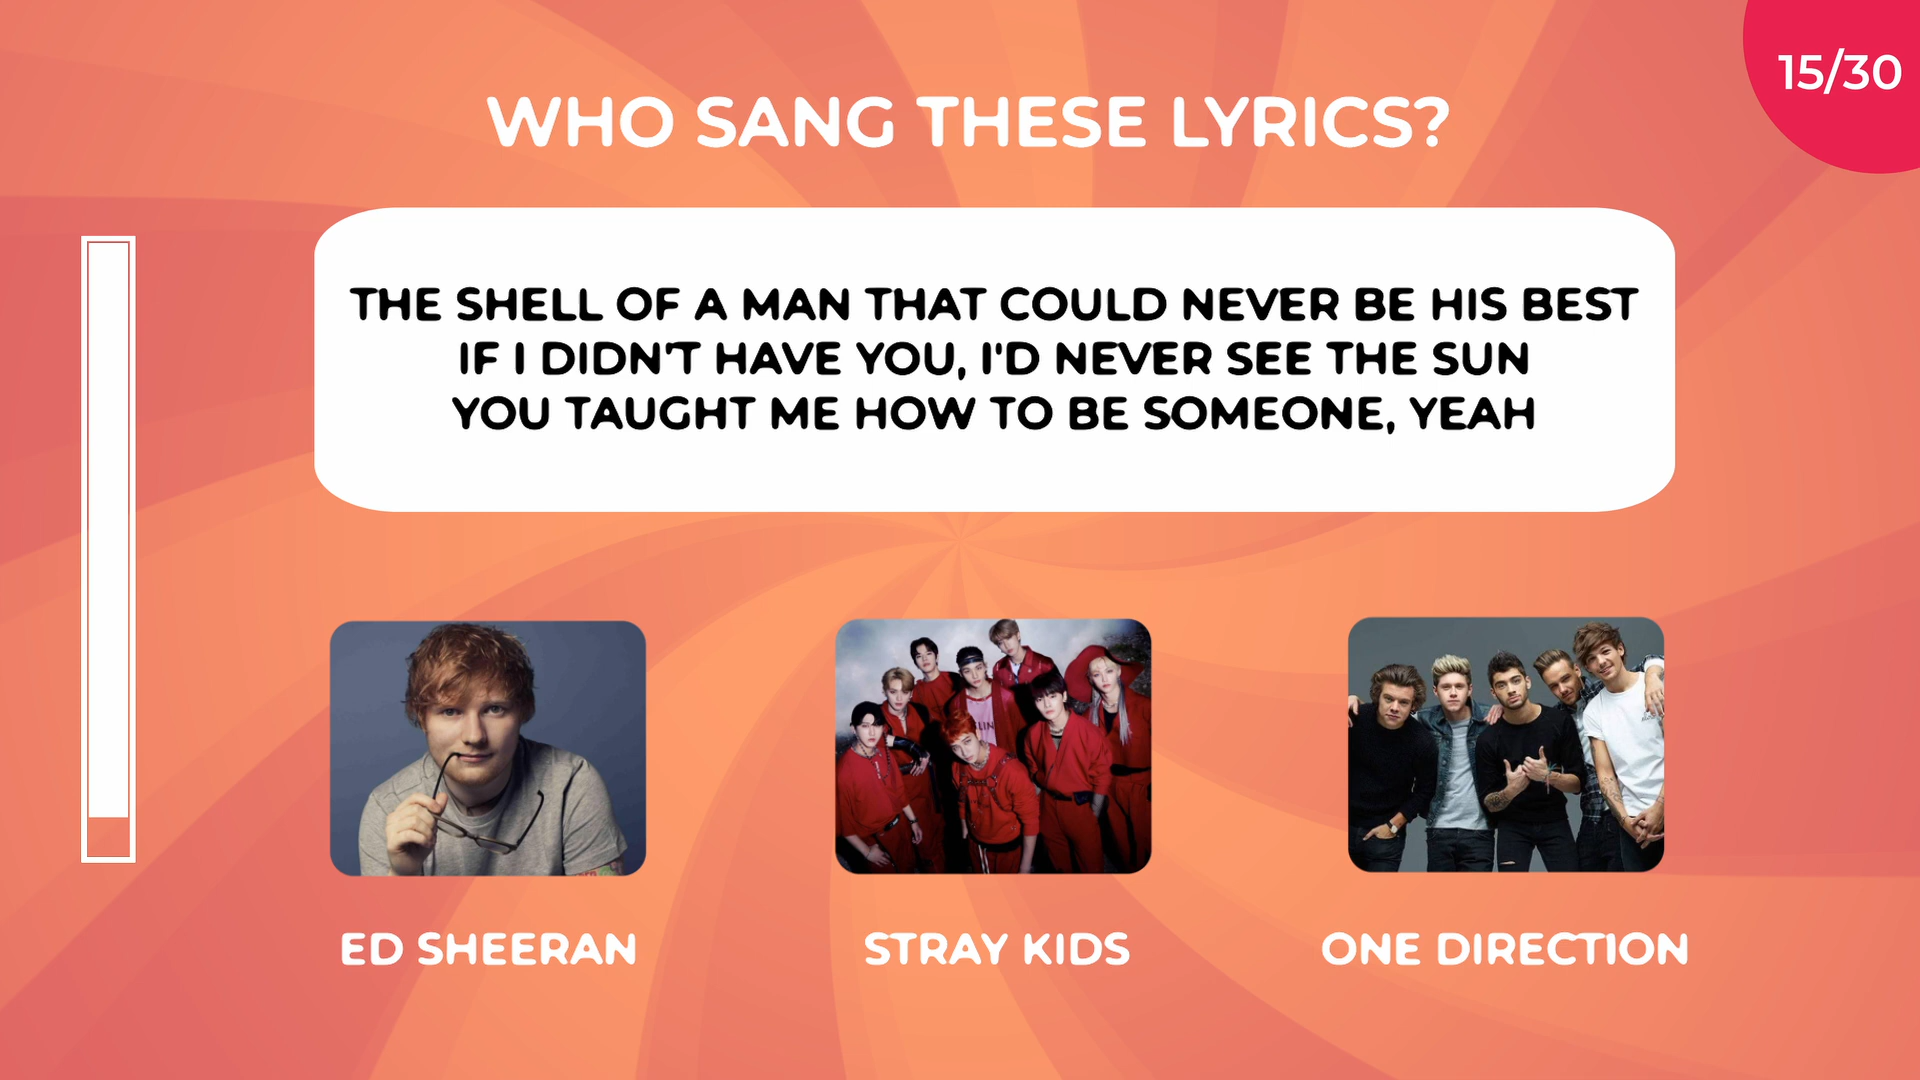 15/30
WHO SANG THESE LYRICS?
THE SHELL OF A MAN THAT COULD NEVER BE HIS BEST
IF I DIDN'T HAVE YOU, I'D NEVER SEE THE SUN
YOU TAUGHT ME HOW TO BE SOMEONE, YEAH
ED SHEERAN
STRAY KIDS
ONE DIRECTION